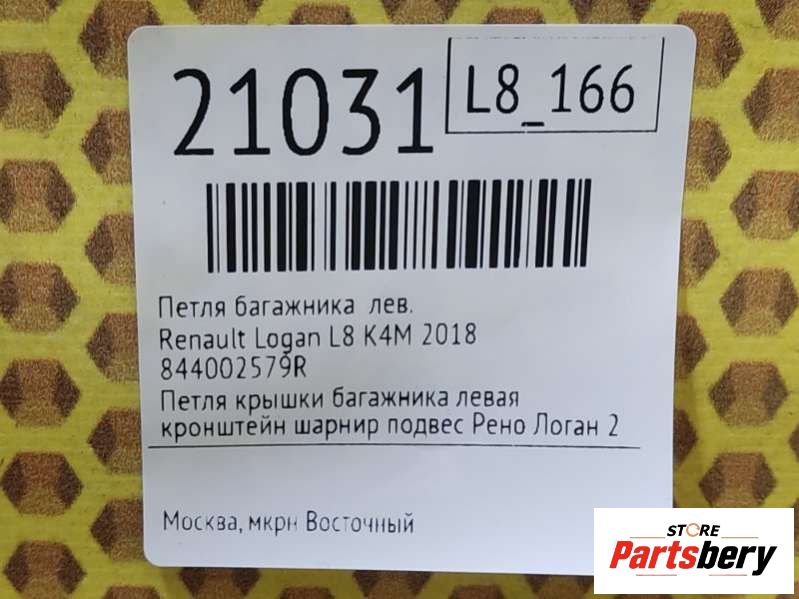 21031
L8_166
Петля багажника лев.
Renault Logan L8 K4M 2018
844002579R
Петля крышки багажника левая
кронштейн шарнир подвес Рено Логан 2
Москва, мкрн Восточный
STORE
Partsbery